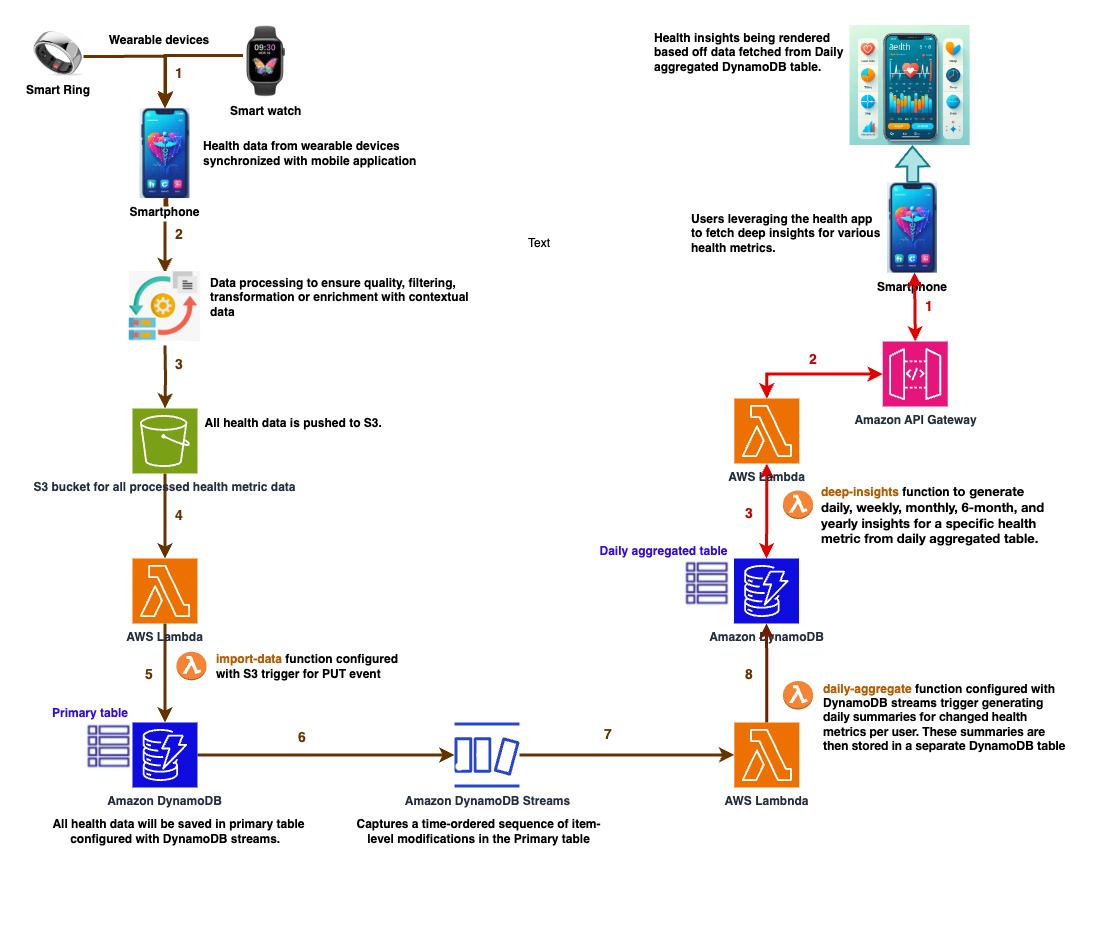 Wearable devices
Smart Ring
09:30
Smart watch
1
Health data from wearable devices
synchronized with mobile application
Smartphone
2
Data processing to ensure quality, filtering,
transformation or enrichment with contextual
data
3
All health data is pushed to S3.
S3 bucket for all processed health metric data
4
AWS Lambda
5
import-data function configured
with S3 trigger for PUT event
Primary table
Amazon DynamoDB
All health data will be saved in primary table
configured with DynamoDB streams.
6
Amazon DynamoDB Streams
Captures a time-ordered sequence of item-
level modifications in the Primary table
7
Text
Health insights being rendered
based off data fetched from Daily
aggregated DynamoDB table.
Users leveraging the health app
to fetch deep insights for various
health metrics.
Smartphone
1
</>
Amazon API Gateway
2
AWS Lambda
3
deep-insights function to generate
daily, weekly, monthly, 6-month, and
yearly insights for a specific health
metric from daily aggregated table.
Daily aggregated table
Amazon DynamoDB
8
daily-aggregate function configured with
DynamoDB streams trigger generating
daily summaries for changed health
metrics per user. These summaries are
then stored in a separate DynamoDB table
AWS Lambnda